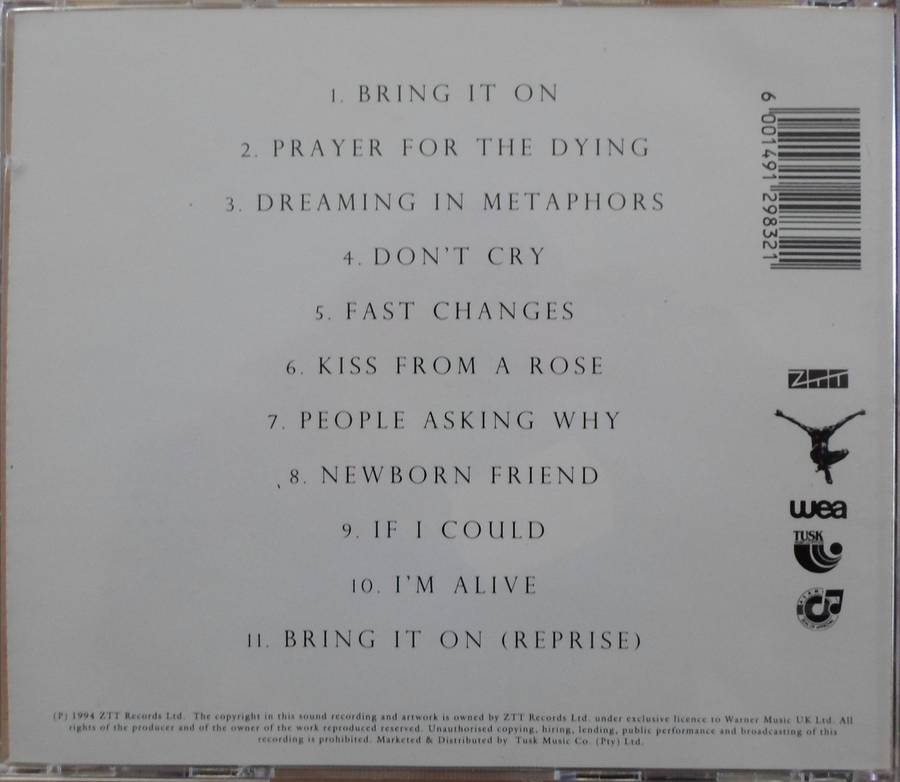 1. BRING IT ON
2. PRAYER FOR THE DYING
3. DREAMING IN METAPHORS
4. DON'T CRY
5. FAST CHANGES
6. KISS FROM A ROSE
7. PEOPLE ASKING WHY
8. NEWBORN FRIEND
9. IF I COULD
10. I'M ALIVE
11. BRING IT ON (REPRISE)
6 001491 298321
ZTT
wea
TUSK
(P) 1994 ZTT Records Ltd. The copyright in this sound recording and artwork is owned by ZTT Records Ltd. under exclusive licence to Warner Music UK Ltd. All
rights of the producer and of the owner of the work reproduced reserved. Unauthorised copying, hiring, lending, public performance and broadcasting of this
recording is prohibited. Marketed & Distributed by Tusk Music Co. (Pty) Ltd.